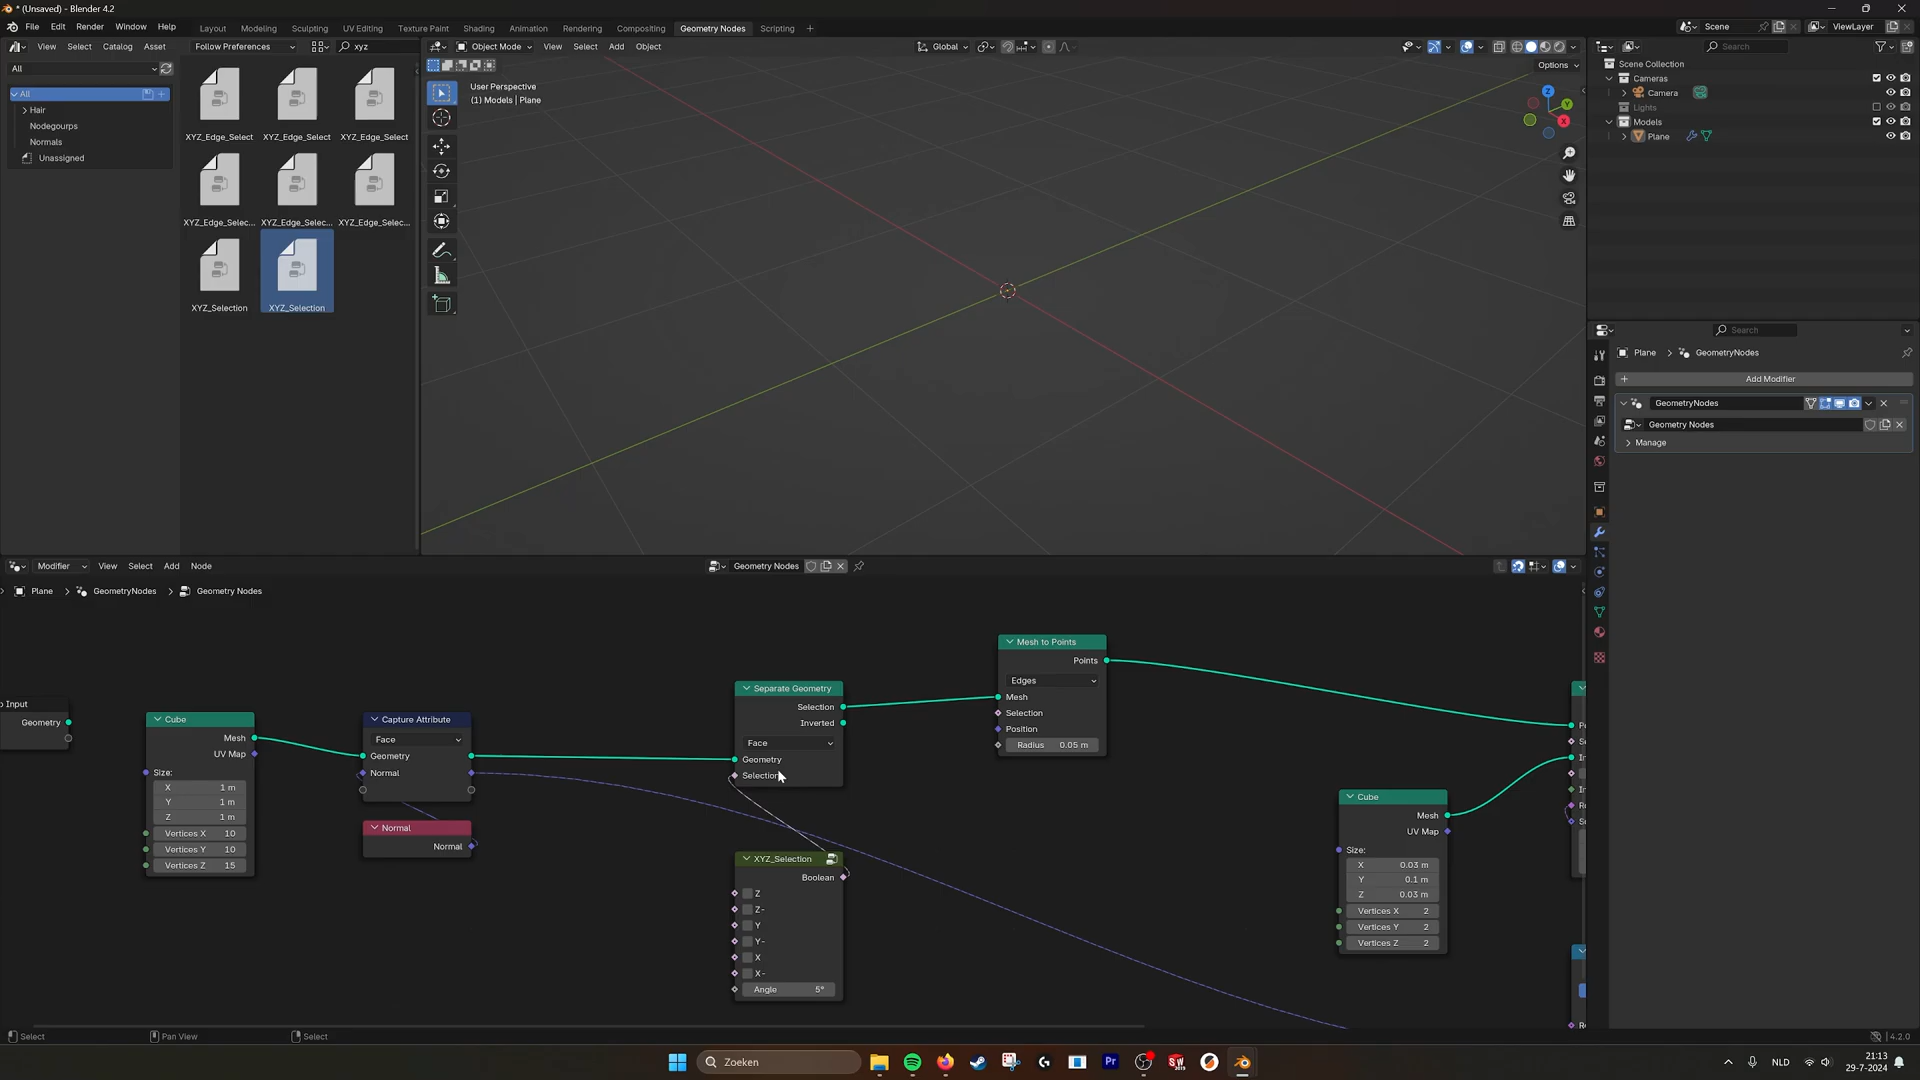 * (Unsaved) - Blender 4.2
File Edit Render Window Help
Layout Modeling Sculpting UV Editing Texture Paint Shading Animation Rendering Compositing Geometry Nodes Scripting +
Scene
ViewLayer
View Select Catalog Asset
Follow Preferences
xyz
Object Mode View Select Add Object
Global
Search
All
Options
All
Hair
Nodegourps
Normals
Unassigned
XYZ_Edge_Select XYZ_Edge_Select XYZ_Edge_Select
XYZ_Edge_Selec... XYZ_Edge_Selec... XYZ_Edge_Selec...
XYZ_Selection XYZ_Selection
User Perspective
(1) Models | Plane
Z
Y
X
Scene Collection
Cameras
Camera
Lights
Models
Plane
Search
Plane > GeometryNodes
Add Modifier
GeometryNodes
Geometry Nodes
Manage
Modifier View Select Add Node
Geometry Nodes
Plane > GeometryNodes > Geometry Nodes
p Input
Geometry
Cube
Mesh
UV Map
Size:
X 1 m
Y 1 m
Z 1 m
Vertices X 10
Vertices Y 10
Vertices Z 15
Capture Attribute
Face
Geometry
Normal
Normal
Normal
Separate Geometry
Selection
Inverted
Face
Geometry
Selection
XYZ_Selection
Boolean
Z
Z-
Y
Y-
X
X-
Angle 5°
Mesh to Points
Points
Edges
Mesh
Selection
Position
Radius 0.05 m
Cube
Mesh
UV Map
Size:
X 0.03 m
Y 0.1 m
Z 0.03 m
Vertices X 2
Vertices Y 2
Vertices Z 2
Select
Pan View
Select
4.2.0
Zoeken
Pr
NLD
21:13
29-7-2024